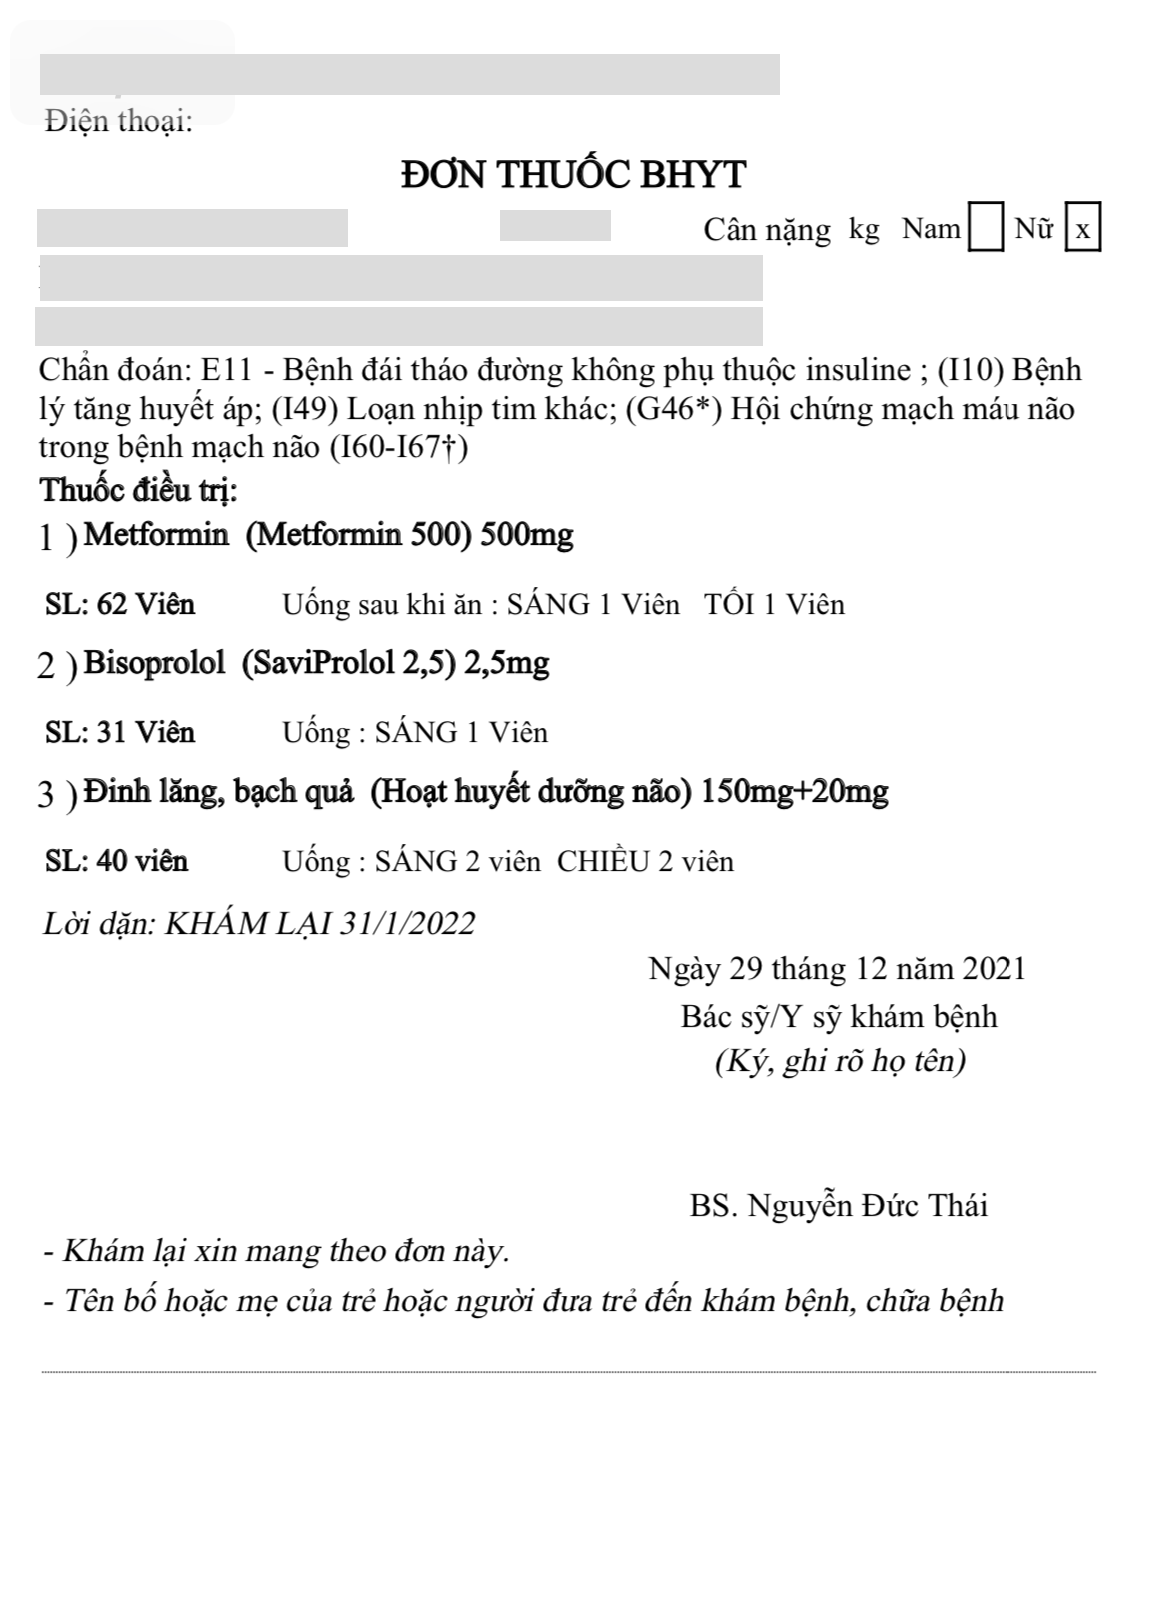 Điện thoại:
ĐƠN THUỐC BHYT
Cân nặng kg Nam Nữ x
Chẩn đoán: E11 - Bệnh đái tháo đường không phụ thuộc insuline ; (I10) Bệnh
lý tăng huyết áp; (I49) Loạn nhịp tim khác; (G46*) Hội chứng mạch máu não
trong bệnh mạch não (I60-I67†)
Thuốc điều trị:
1 ) Metformin (Metformin 500) 500mg
SL: 62 Viên Uống sau khi ăn : SÁNG 1 Viên TỐI 1 Viên
2 ) Bisoprolol (SaviProlol 2,5) 2,5mg
SL: 31 Viên Uống : SÁNG 1 Viên
3 ) Đinh lăng, bạch quả (Hoạt huyết dưỡng não) 150mg+20mg
SL: 40 viên Uống : SÁNG 2 viên CHIỀU 2 viên
Lời dặn: KHÁM LẠI 31/1/2022
Ngày 29 tháng 12 năm 2021
Bác sỹ/Y sỹ khám bệnh
(Ký, ghi rõ họ tên)
BS. Nguyễn Đức Thái
- Khám lại xin mang theo đơn này.
- Tên bố hoặc mẹ của trẻ hoặc người đưa trẻ đến khám bệnh, chữa bệnh